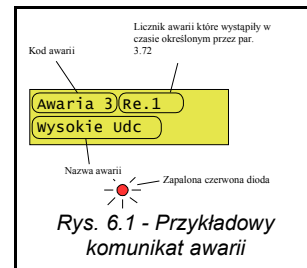 Licznik awarii które wystąpiły w
czasie określonym przez par.
3.72
Kod awarii
Awaria 3 Re.1
Wysokie Udc
Nazwa awarii
Zapalona czerwona dioda
Rys. 6.1 - Przykładowy
komunikat awarii